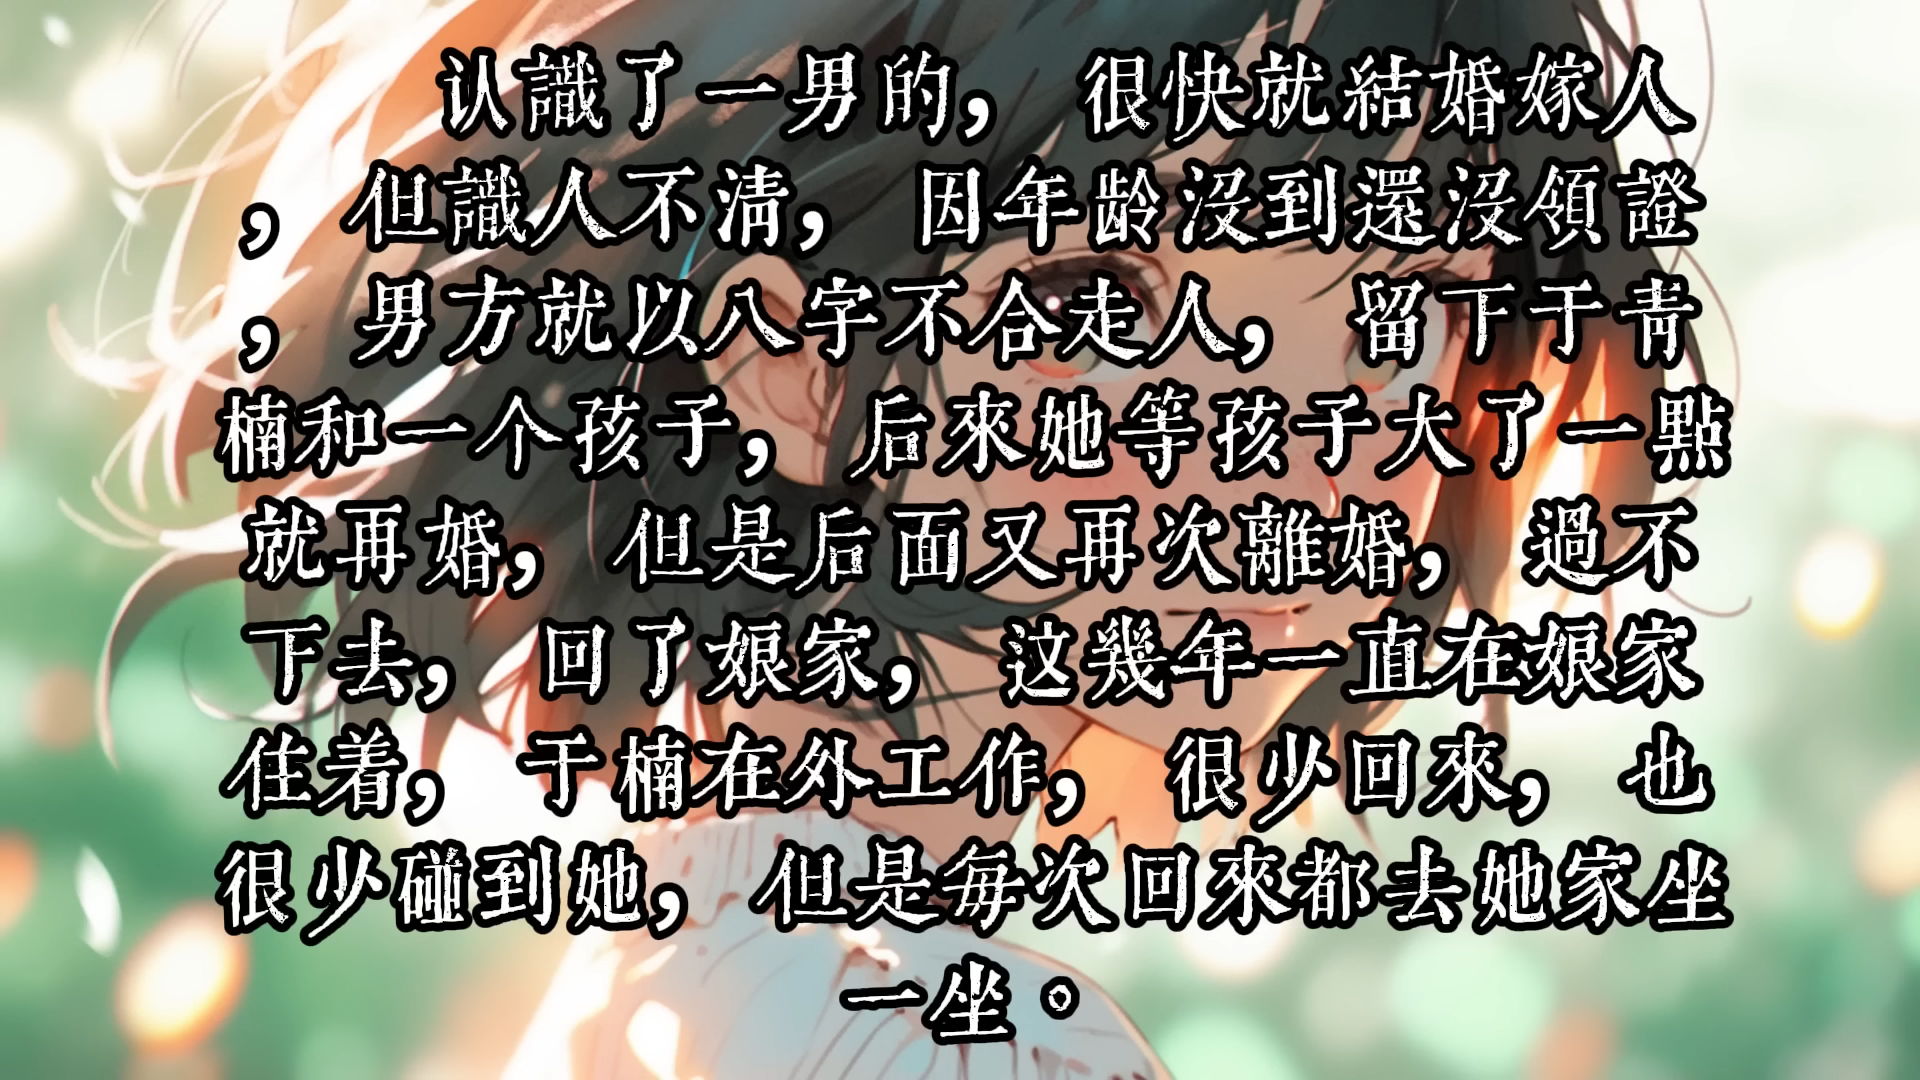 认識了一男的， 很快就結婚嫁人
， 但識人不清， 因年龄沒到還沒領證
， 男方就以八字不合走人， 留下于青
楠和一个孩子， 后來她等孩子大了一點
就再婚， 但是后面又再次離婚， 過不
下去， 回了娘家， 这幾年一直在娘家
住着， 于楠在外工作， 很少回來， 也
很少碰到她， 但是每次回來都去她家坐
一坐。